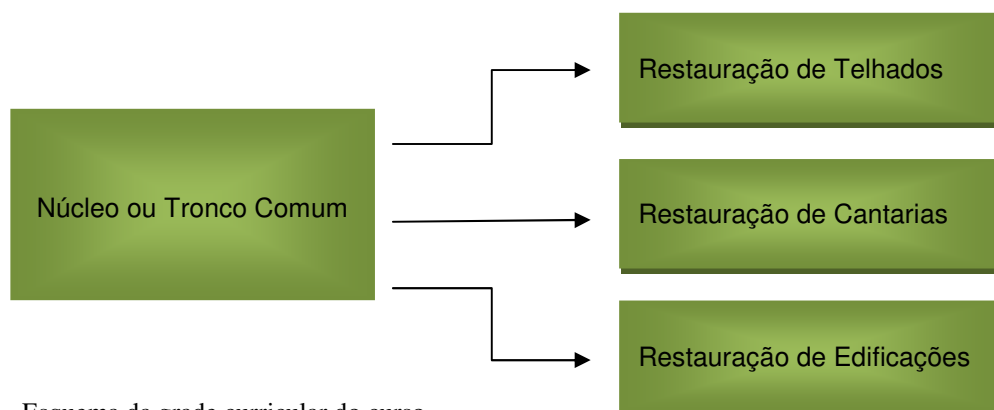 Restauração de Telhados
Núcleo ou Tronco Comum
Restauração de Cantarias
Restauração de Edificações
Esquema da grade curricular do curso